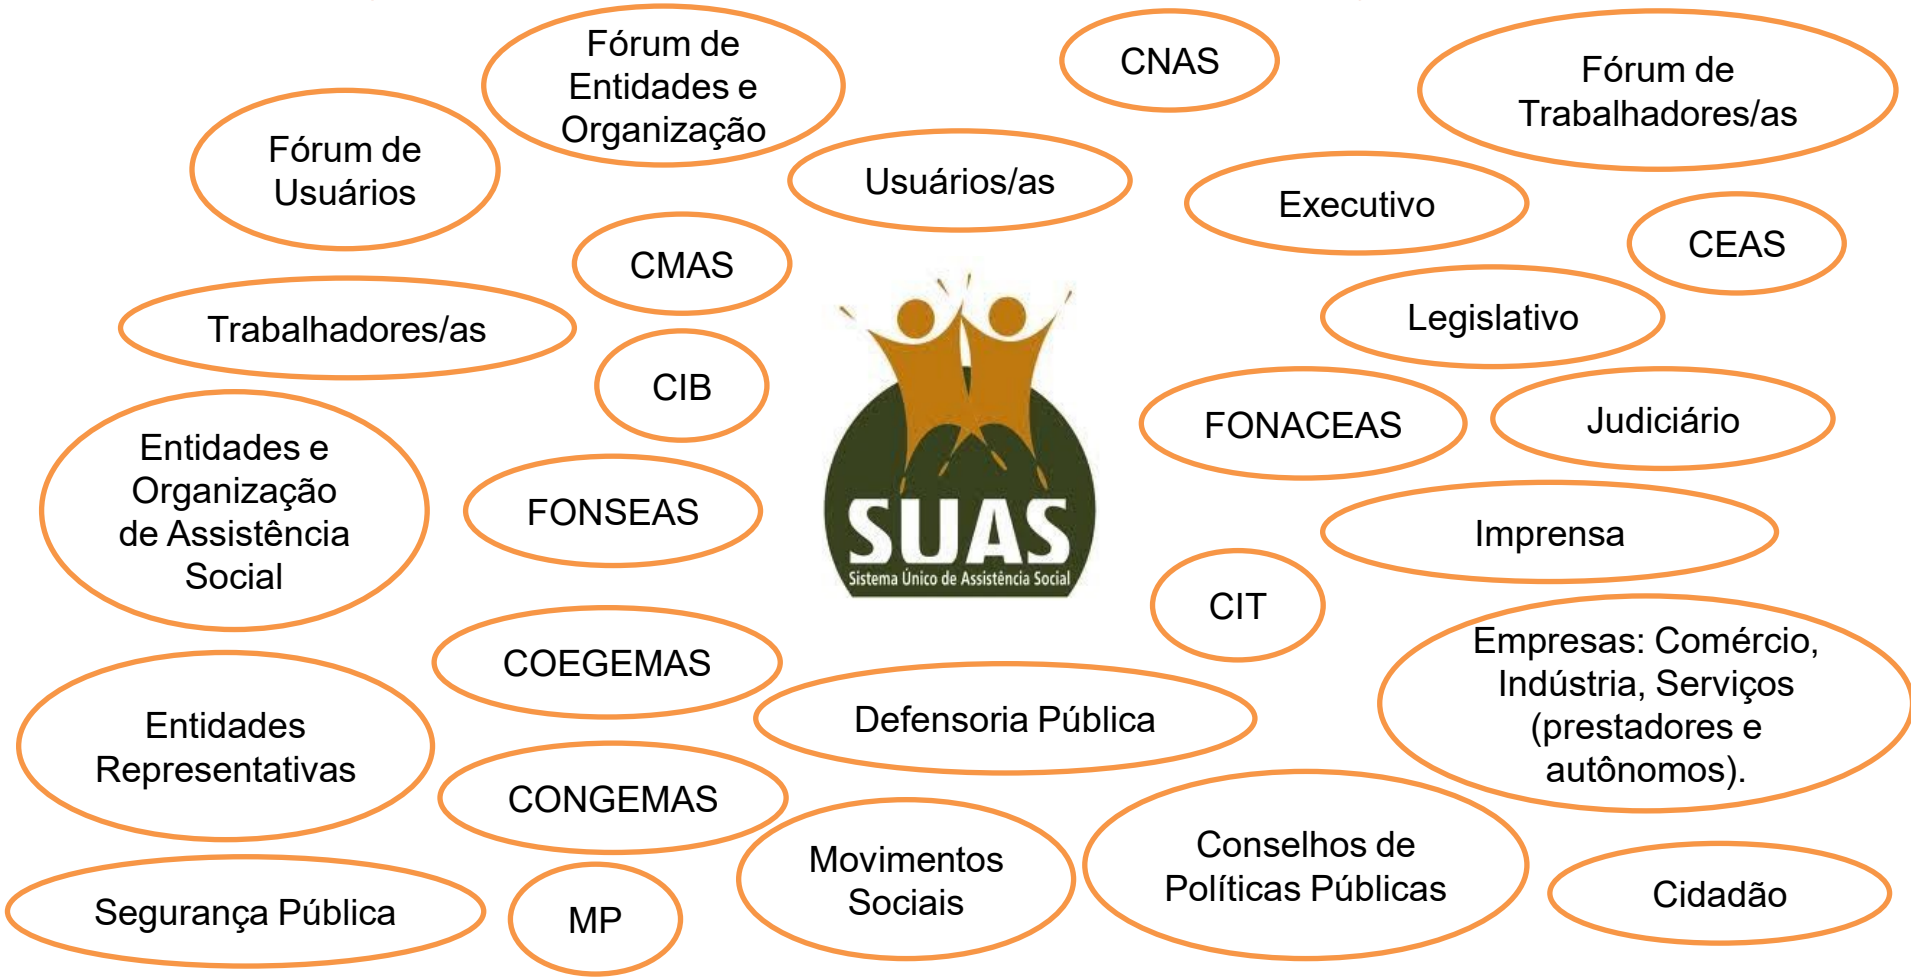 Fórum de
Entidades e
Organização
CNAS
Fórum de
Trabalhadores/as
Fórum de
Usuários
Usuários/as
Executivo
CEAS
CMAS
Trabalhadores/as
Legislativo
CIB
FONACEAS
Judiciário
Entidades e
Organização
de Assistência
Social
FONSEAS
SUAS
Sistema Único de Assistência Social
Imprensa
CIT
COEGEMAS
Empresas: Comércio,
Indústria, Serviços
(prestadores e
autônomos).
Entidades
Representativas
Defensoria Pública
CONGEMAS
Movimentos
Sociais
Conselhos de
Políticas Públicas
Cidadão
Segurança Pública
MP